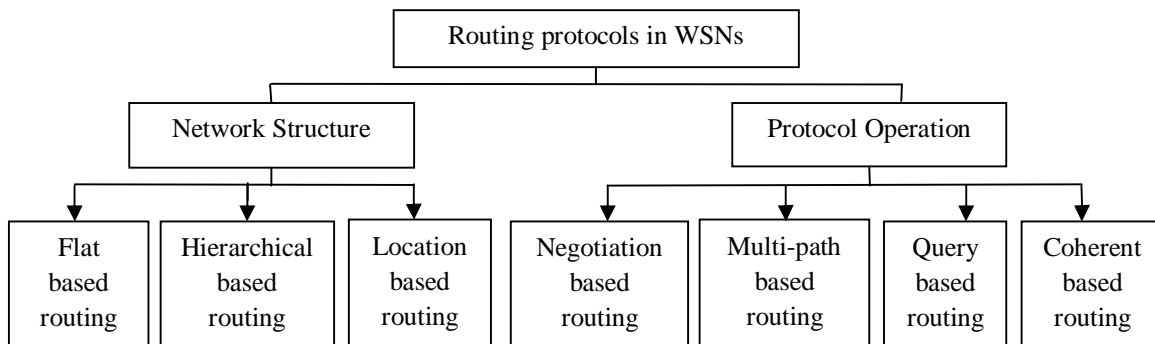 Routing protocols in WSNs
Network Structure
Protocol Operation
Flat
based
routing
Hierarchical
based
routing
Location
based
routing
Negotiation
based routing
Multi-path
based
routing
Query
based
routing
Coherent
based
routing